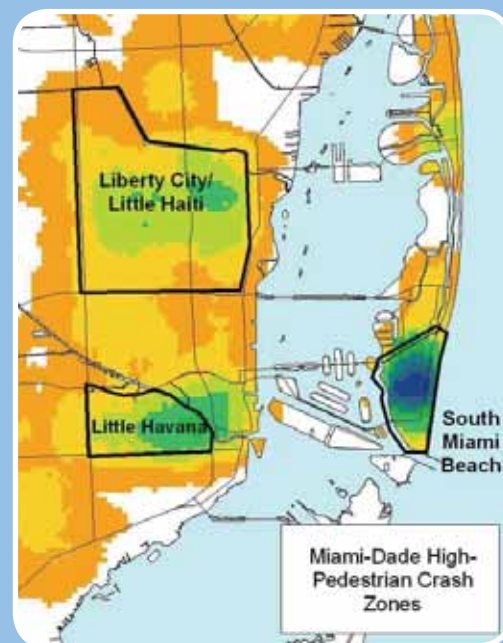 Liberty City/
Little Haiti
Little Havana
South
Miami
Beach
Miami-Dade High-
Pedestrian Crash
Zones